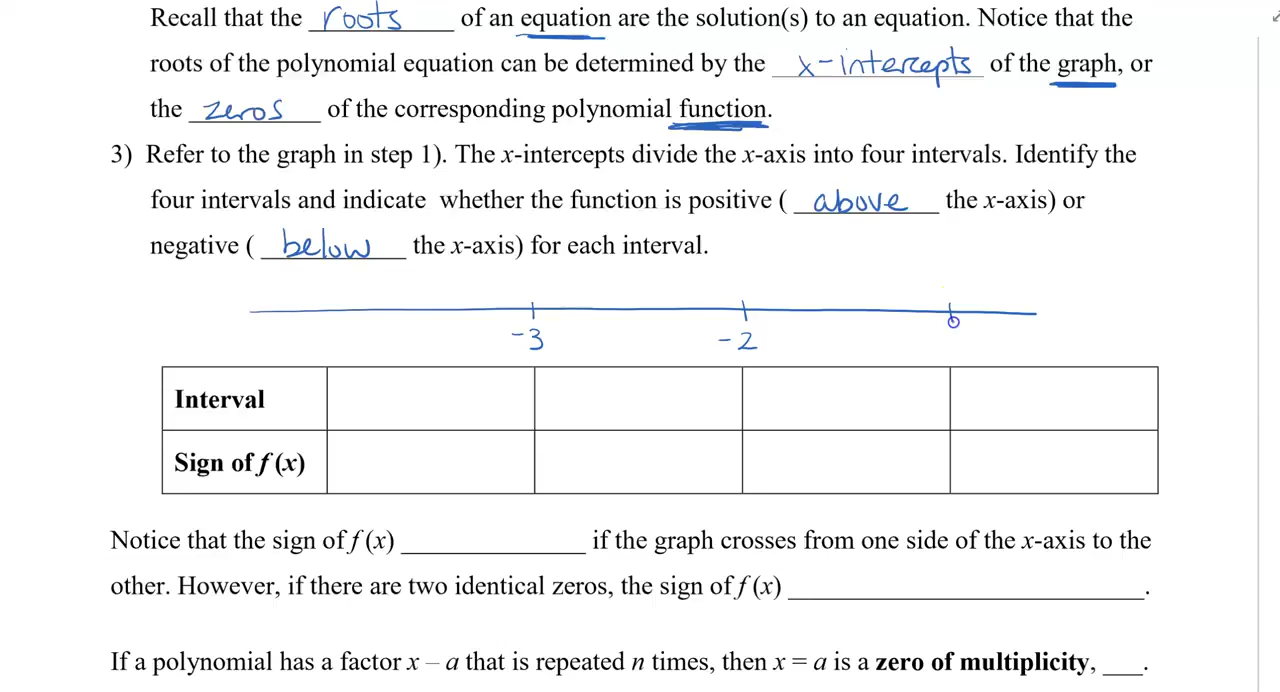 Recall that the roots of an equation are the solution(s) to an equation. Notice that the
roots of the polynomial equation can be determined by the x-intercepts of the graph, or
the zeros of the corresponding polynomial function.
3) Refer to the graph in step 1). The x-intercepts divide the x-axis into four intervals. Identify the
four intervals and indicate whether the function is positive ( above the x-axis) or
negative ( below the x-axis) for each interval.
-3 -2
Interval
Sign of f (x)
Notice that the sign of f (x) ______________ if the graph crosses from one side of the x-axis to the
other. However, if there are two identical zeros, the sign of f (x) ___________________________.
If a polynomial has a factor x – a that is repeated n times, then x = a is a zero of multiplicity, ___.